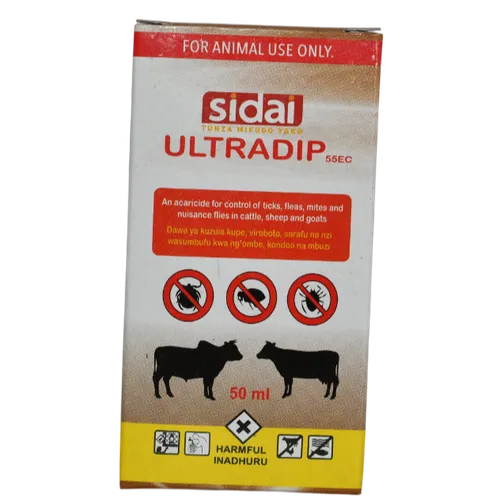 FOR ANIMAL USE ONLY.
sidai
TUNZA MIFUGO YAKO
ULTRADIP 55EC
An acaricide for control of ticks, fleas, mites and
nuisance flies in cattle, sheep and goats
Dawa ya kuzuia kupe, viroboto, sarafu na nzi
wasumbufu kwa ng'ombe, kondoo na mbuzi
50 ml
HARMFUL
INADHURU